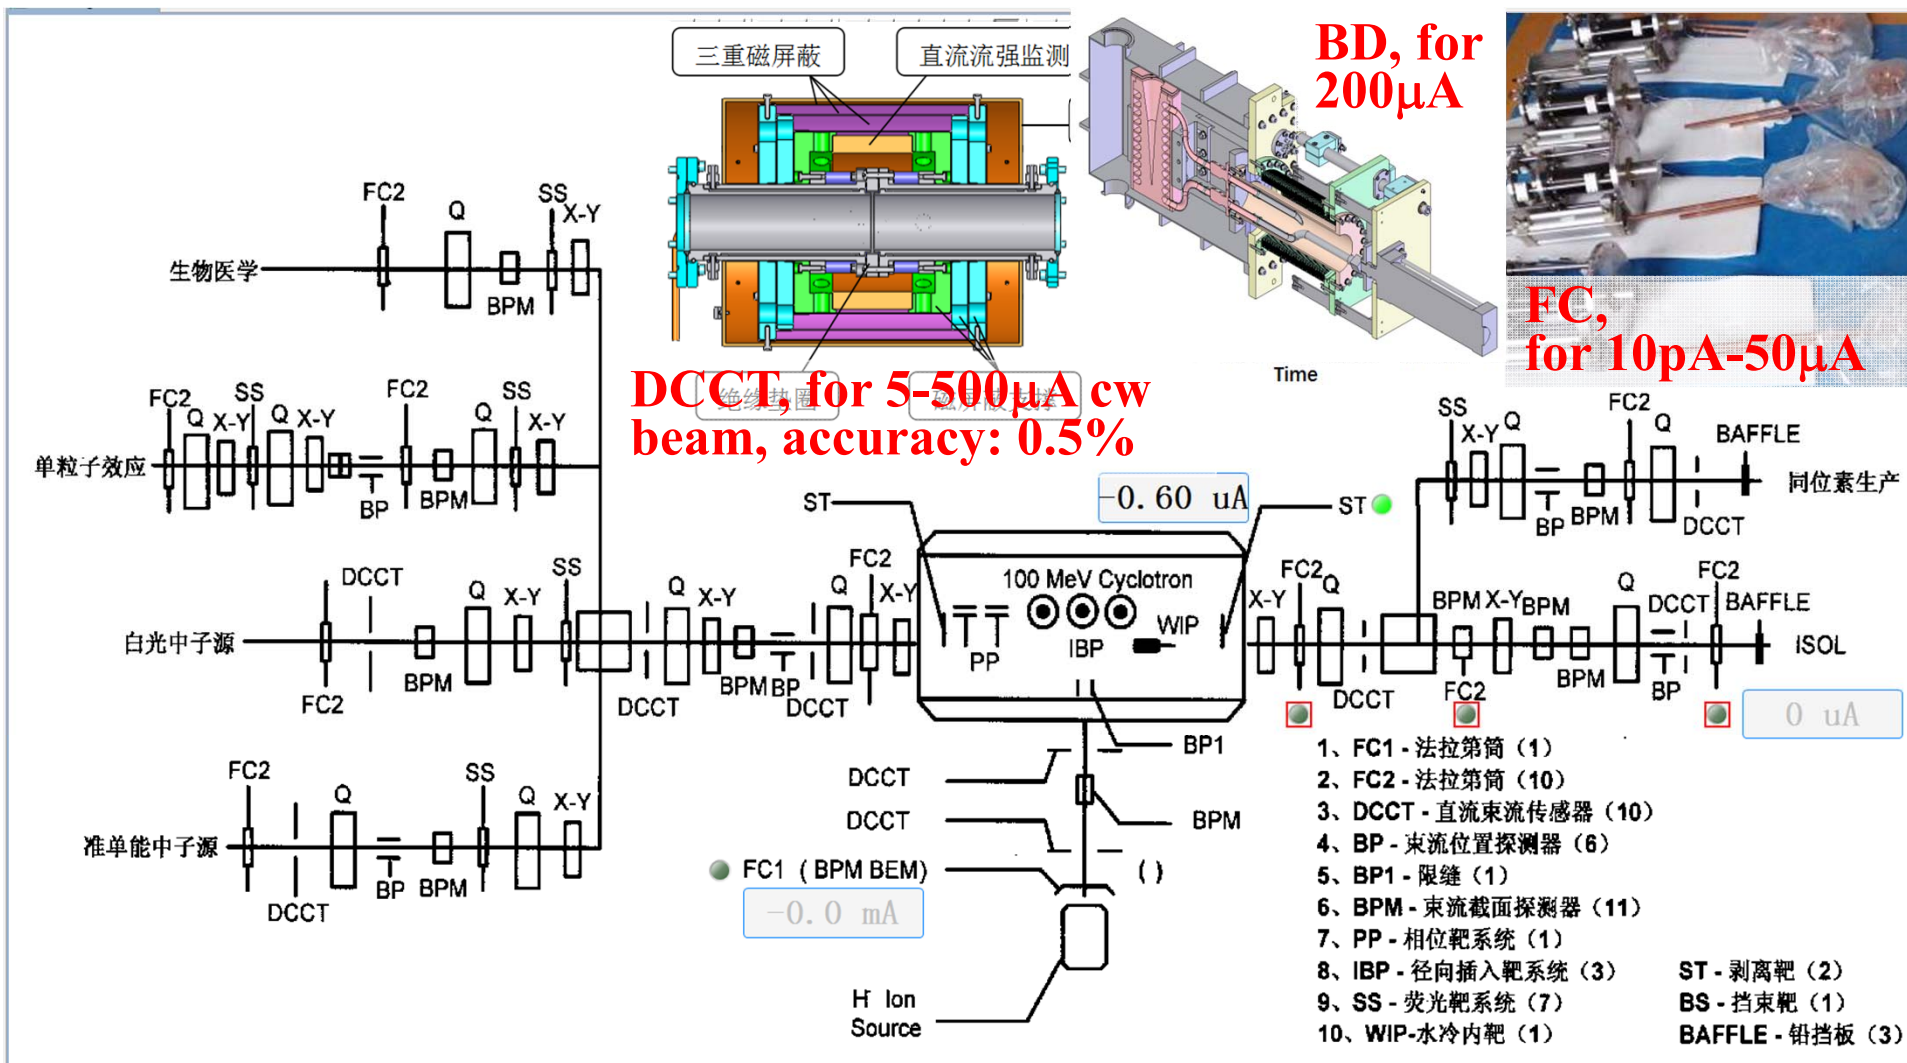 三重磁屏蔽
直流流强监测
BD, for
200μA
FC,
for 10pA-50μA
Time
DCCT, for 5-500μA cw
beam, accuracy: 0.5%
绝缘垫圈
磁屏蔽支撑
FC2
Q
SS
X-Y
生物医学
BPM
FC2
Q
X-Y
SS
Q
X-Y
FC2
Q
SS
X-Y
单粒子效应
BP
BPM
SS
X-Y
Q
FC2
Q
BAFFLE
同位素生产
BP
BPM
DCCT
ST
-0.60 uA
ST
DCCT
Q
X-Y
SS
Q
X-Y
Q
FC2
X-Y
白光中子源
FC2
BPM
DCCT
BPM
BP
DCCT
100 MeV Cyclotron
PP
IBP
WIP
X-Y
FC2
Q
BPM
X-Y
BPM
Q
DCCT
FC2
BAFFLE
ISOL
DCCT
FC2
BPM
BP
0 uA
BP1
DCCT
DCCT
BPM
FC1 ( BPM BEM)
( )
-0.0 mA
H⁻ Ion
Source
FC2
Q
SS
Q
X-Y
准单能中子源
DCCT
BP
BPM
1、FC1 - 法拉第筒（1）
2、FC2 - 法拉第筒（10）
3、DCCT - 直流束流传感器（10）
4、BP - 束流位置探测器（6）
5、BP1 - 限缝（1）
6、BPM - 束流截面探测器（11）
7、PP - 相位靶系统（1）
8、IBP - 径向插入靶系统（3）
9、SS - 荧光靶系统（7）
10、WIP-水冷内靶（1）
ST - 剥离靶（2）
BS - 挡束靶（1）
BAFFLE - 铅挡板（3）